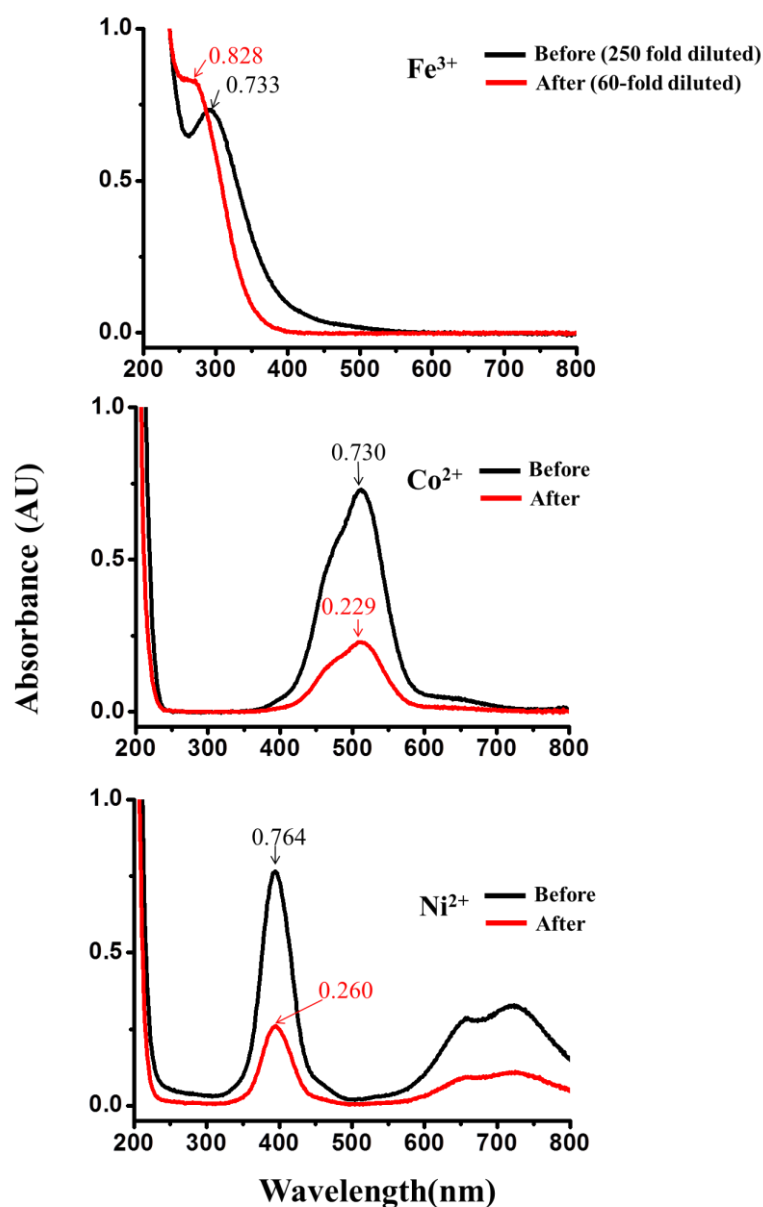 1.0
0.828
0.733
Fe³⁺
Before (250 fold diluted)
After (60-fold diluted)
0.5
0.0
200 300 400 500 600 700 800
1.0
0.730
Co²⁺
Before
After
0.5
0.229
0.0
200 300 400 500 600 700 800
1.0
0.764
Ni²⁺
Before
After
0.5
0.260
0.0
200 300 400 500 600 700 800
Absorbance (AU)
Wavelength(nm)